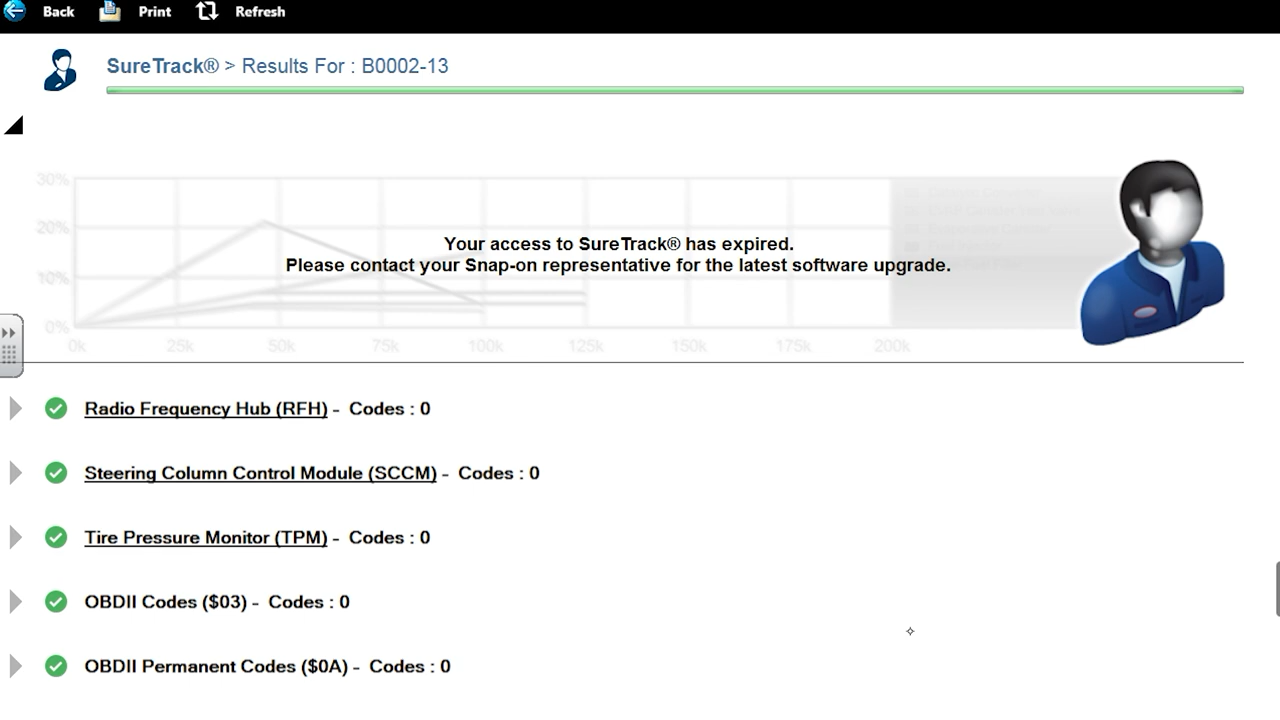 Back Print Refresh
SureTrack® > Results For : B0002-13
30%
20%
10%
0%
0k 25k 50k 75k 100k 125k 150k 175k 200k
Your access to SureTrack® has expired.
Please contact your Snap-on representative for the latest software upgrade.
Radio Frequency Hub (RFH) - Codes : 0
Steering Column Control Module (SCCM) - Codes : 0
Tire Pressure Monitor (TPM) - Codes : 0
OBDII Codes ($03) - Codes : 0
OBDII Permanent Codes ($0A) - Codes : 0